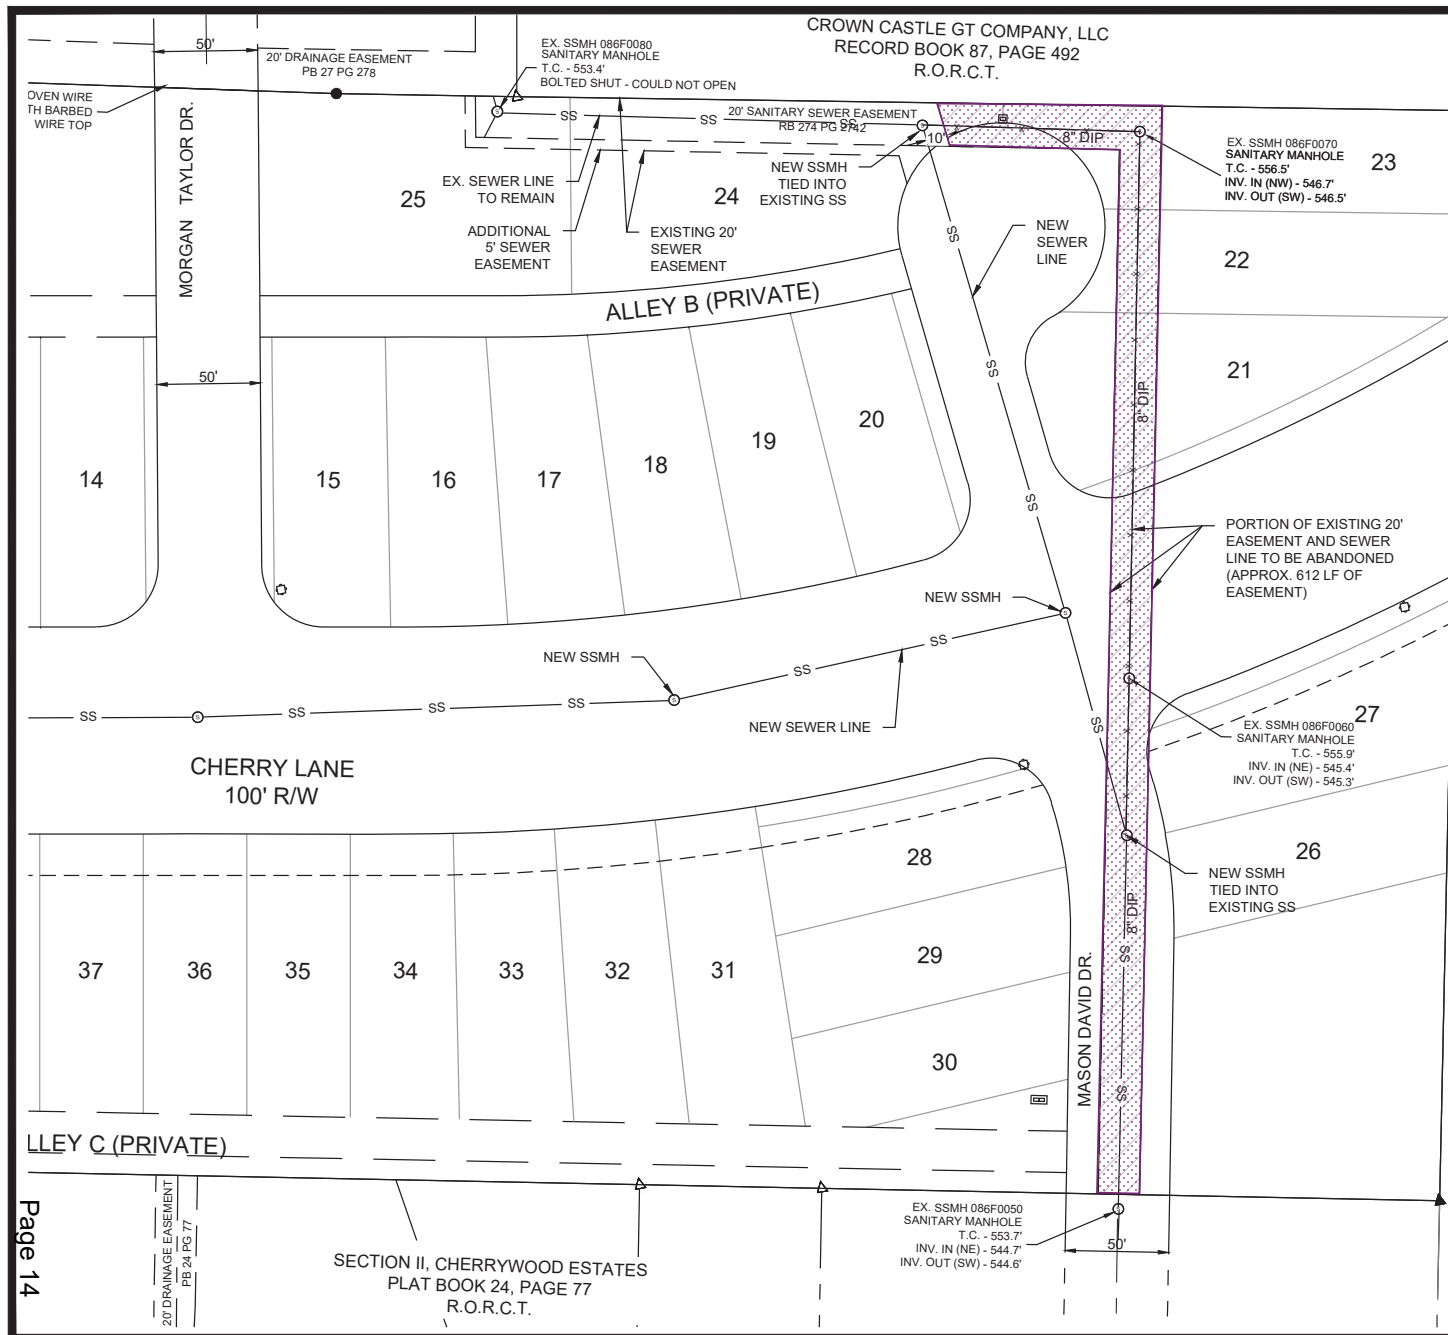 CROWN CASTLE GT COMPANY, LLC
RECORD BOOK 87, PAGE 492
R.O.R.C.T.
50'
20' DRAINAGE EASEMENT
PB 27 PG 278
EX. SSMH 086F0080
SANITARY MANHOLE
T.C. - 553.4'
BOLTED SHUT - COULD NOT OPEN
OVEN WIRE
TH BARBED
WIRE TOP
MORGAN TAYLOR DR.
SS
SS
SS
20' SANITARY SEWER EASEMENT
RB 274 PG 2742
10'
8" DIP
EX. SSMH 086F0070
SANITARY MANHOLE
T.C. - 556.5'
INV. IN (NW) - 546.7'
INV. OUT (SW) - 546.5'
23
NEW SSMH
TIED INTO
EXISTING SS
EX. SEWER LINE
TO REMAIN
25
24
ADDITIONAL
5' SEWER
EASEMENT
EXISTING 20'
SEWER
EASEMENT
SS
NEW
SEWER
LINE
22
ALLEY B (PRIVATE)
50'
SS
21
8" DIP
14
15
16
17
18
19
20
SS
PORTION OF EXISTING 20'
EASEMENT AND SEWER
LINE TO BE ABANDONED
(APPROX. 612 LF OF
EASEMENT)
NEW SSMH
NEW SSMH
SS
SS
SS
SS
SS
SS
NEW SEWER LINE
SS
CHERRY LANE
100' R/W
27
EX. SSMH 086F0060
SANITARY MANHOLE
T.C. - 555.9'
INV. IN (NE) - 545.4'
INV. OUT (SW) - 545.3'
28
26
NEW SSMH
TIED INTO
EXISTING SS
8" DIP
SS
37
36
35
34
33
32
31
29
30
MASON DAVID DR.
SS
LLEY C (PRIVATE)
20' DRAINAGE EASEMENT
PB 24 PG 77
SECTION II, CHERRYWOOD ESTATES
PLAT BOOK 24, PAGE 77
R.O.R.C.T.
EX. SSMH 086F0050
SANITARY MANHOLE
T.C. - 553.7'
INV. IN (NE) - 544.7'
INV. OUT (SW) - 544.6'
50'
Page 14